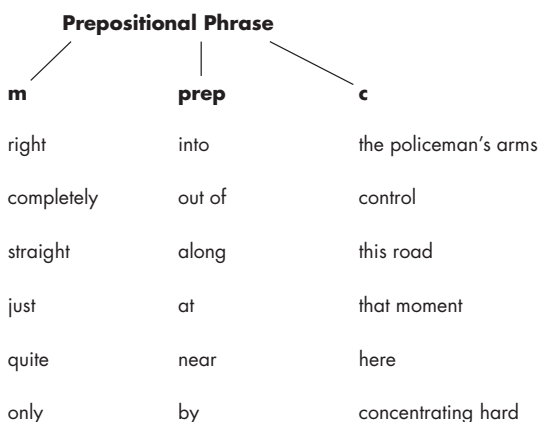 Prepositional Phrase
m prep c
right into the policeman's arms
completely out of control
straight along this road
just at that moment
quite near here
only by concentrating hard